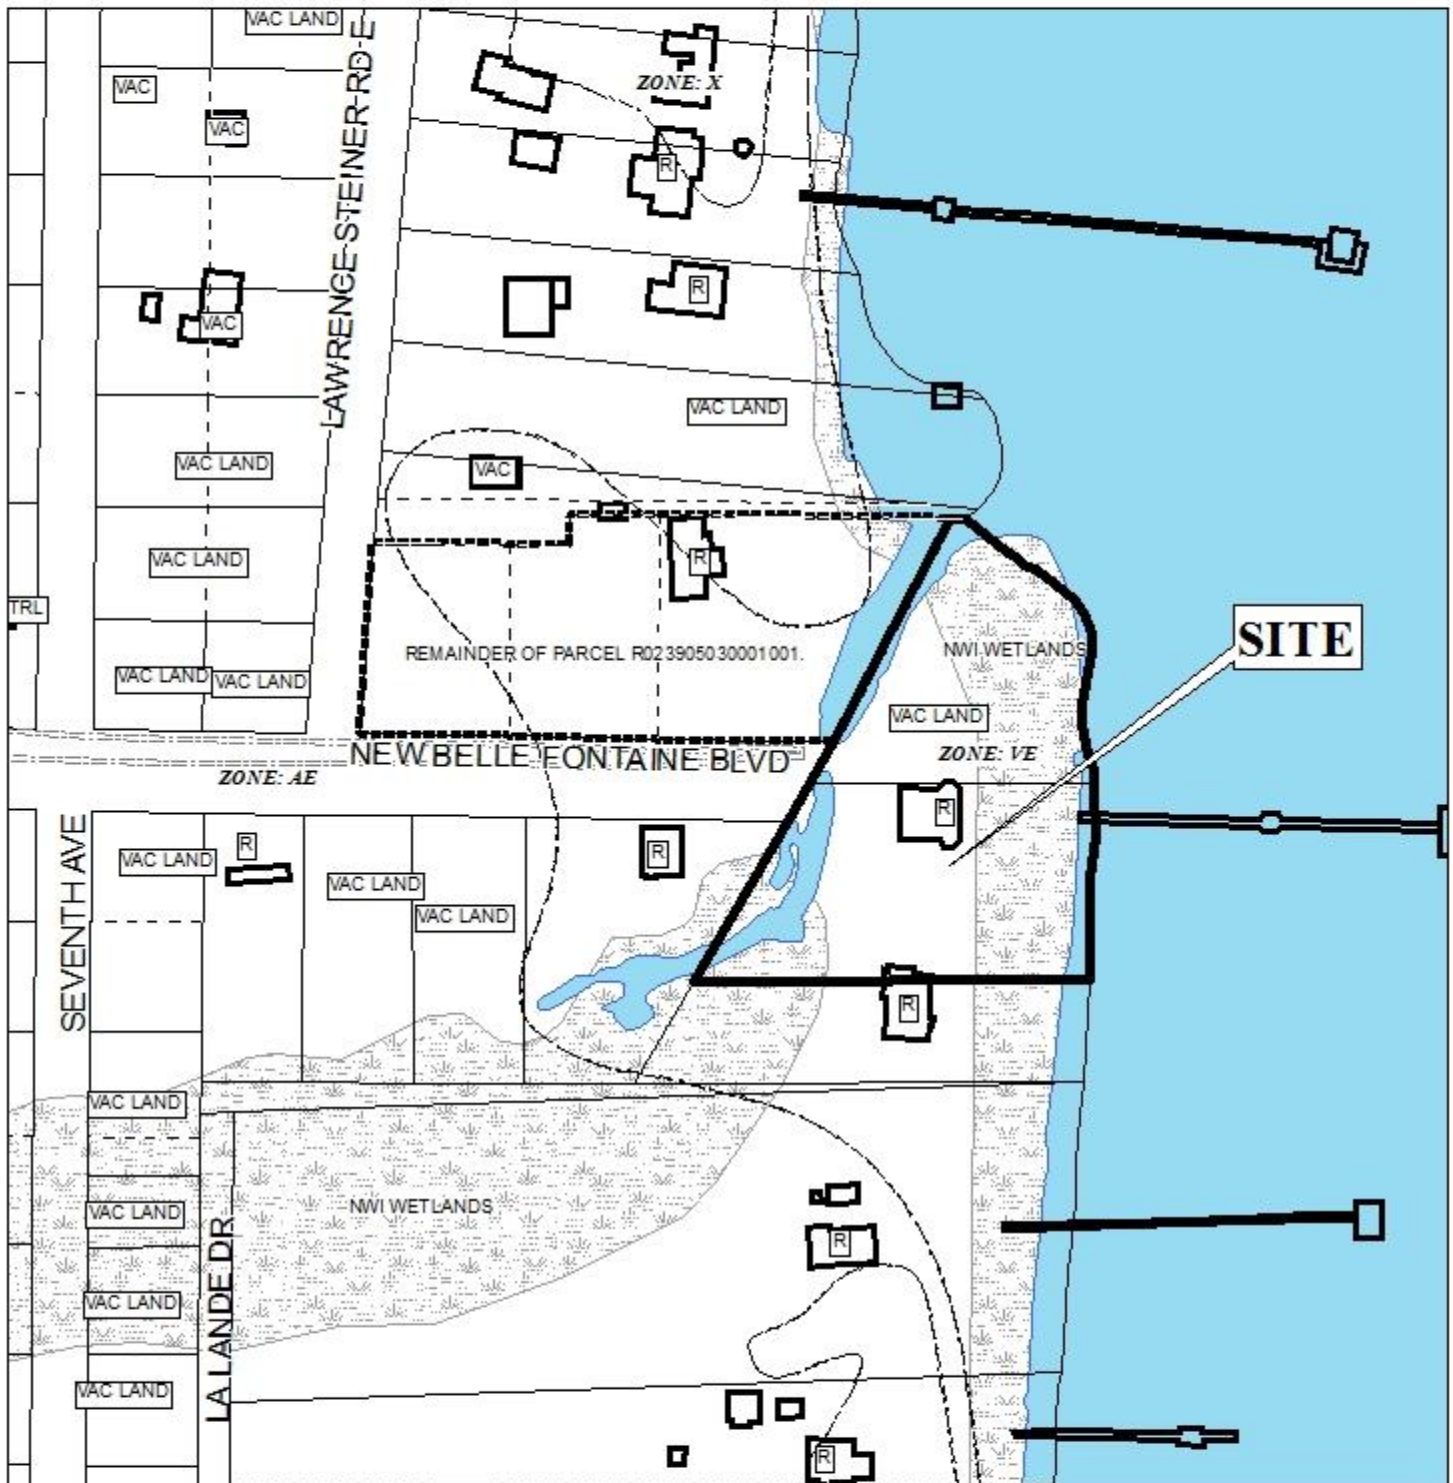 VAC LAND
VAC
VAC
LAWRENCE-STEINER-RD-E
ZONE: X
R
VAC
R
VAC LAND
VAC LAND
VAC
VAC LAND
R
TRL
REMAINDER OF PARCEL R023905030001001.
NWI WETLANDS
SITE
VAC LAND
VAC LAND
VAC LAND
NEW BELLE FONTAINE BLVD
ZONE: VE
ZONE: AE
R
SEVENTH AVE
VAC LAND
R
R
VAC LAND
VAC LAND
R
VAC LAND
NWI WETLANDS
VAC LAND
LA LANDE DR
R
VAC LAND
VAC LAND
R